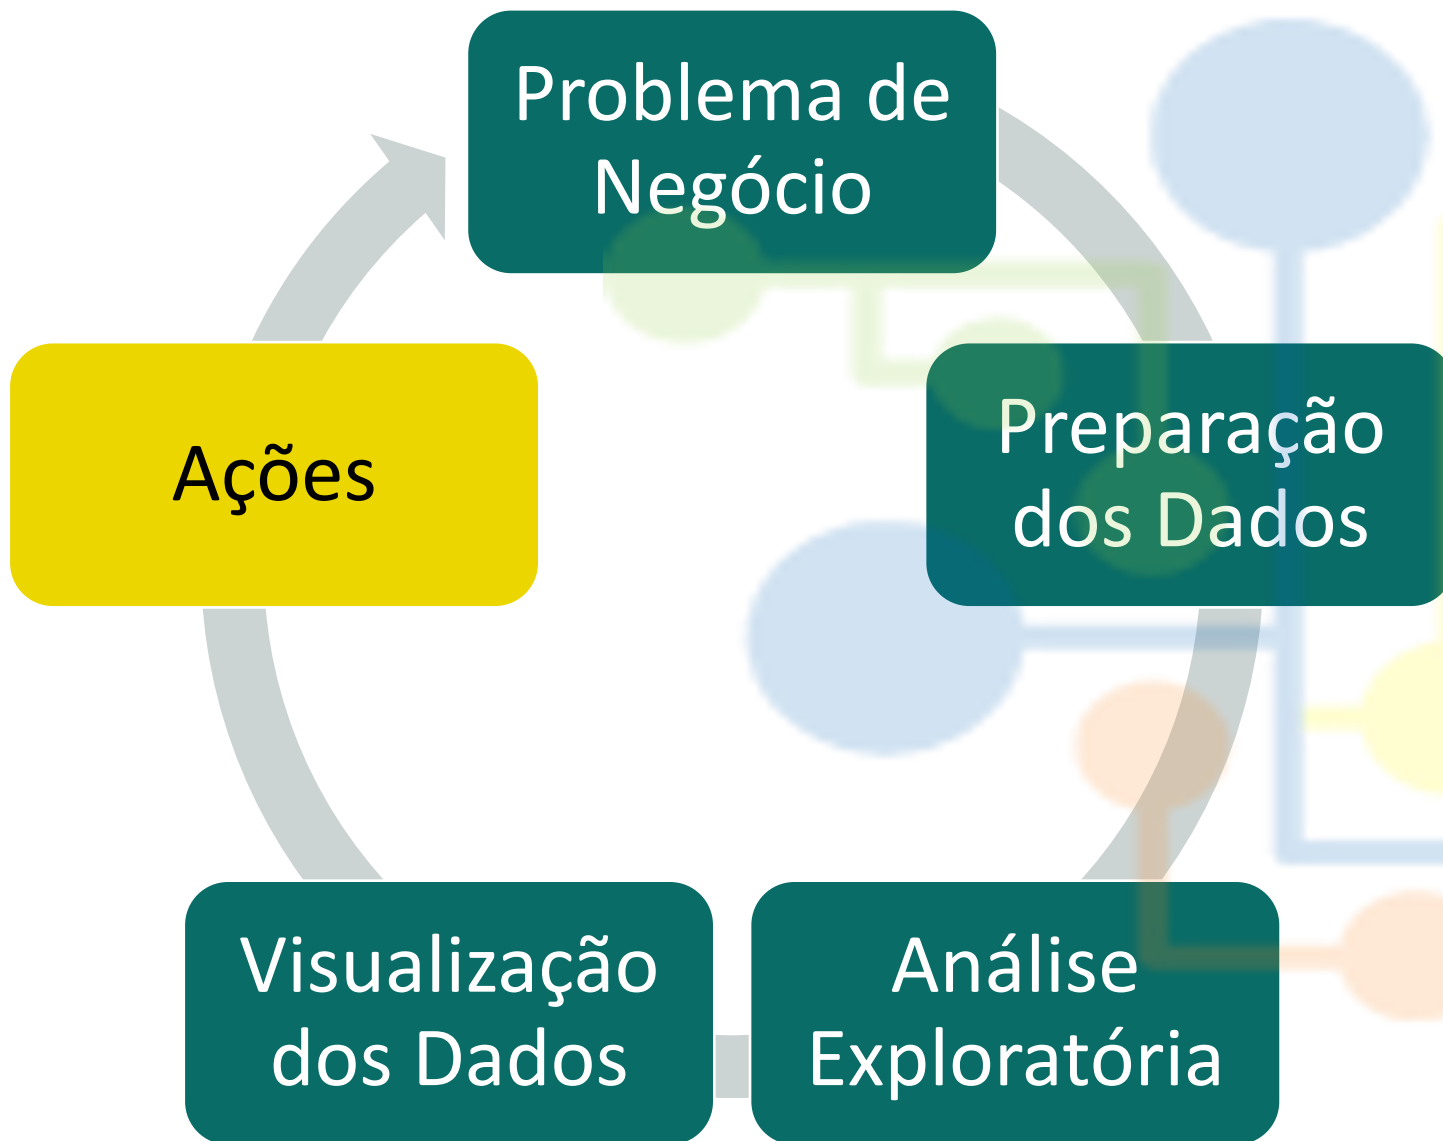 Problema de
Negócio
Preparação
dos Dados
Análise
Exploratória
Visualização
dos Dados
Ações